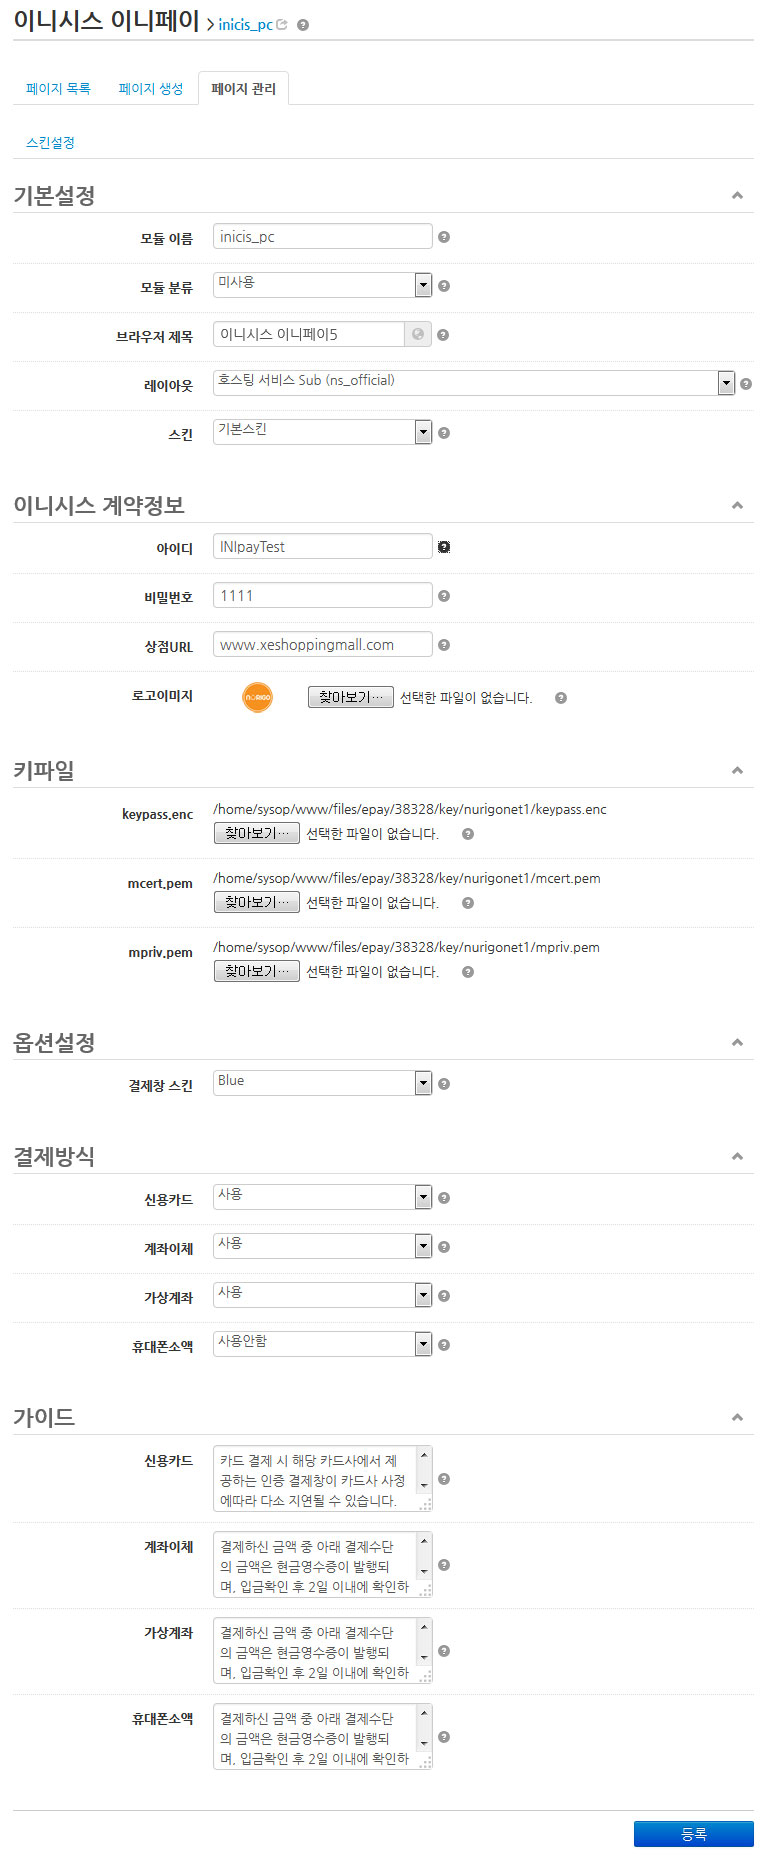 이니시스 이니페이 > inicis_pc
페이지 목록 페이지 생성 페이지 관리
스킨설정
기본설정
모듈 이름 inicis_pc
모듈 분류 미사용
브라우저 제목 이니시스 이니페이5
레이아웃 호스팅 서비스 Sub (ns_official)
스킨 기본스킨
이니시스 계약정보
아이디 INIpayTest
비밀번호 1111
상점URL www.xeshoppingmall.com
로고이미지 nURIGO 찾아보기... 선택한 파일이 없습니다.
키파일
keypass.enc /home/sysop/www/files/epay/38328/key/nurigonet1/keypass.enc
찾아보기... 선택한 파일이 없습니다.
mcert.pem /home/sysop/www/files/epay/38328/key/nurigonet1/mcert.pem
찾아보기... 선택한 파일이 없습니다.
mpriv.pem /home/sysop/www/files/epay/38328/key/nurigonet1/mpriv.pem
찾아보기... 선택한 파일이 없습니다.
옵션설정
결제창 스킨 Blue
결제방식
신용카드 사용
계좌이체 사용
가상계좌 사용
휴대폰소액 사용안함
가이드
신용카드 카드 결제 시 해당 카드사에서 제
공하는 인증 결제창이 카드사 사정
에따라 다소 지연될 수 있습니다.
계좌이체 결제하신 금액 중 아래 결제수단
의 금액은 현금영수증이 발행되
며, 입금확인 후 2일 이내에 확인하
가상계좌 결제하신 금액 중 아래 결제수단
의 금액은 현금영수증이 발행되
며, 입금확인 후 2일 이내에 확인하
휴대폰소액 결제하신 금액 중 아래 결제수단
의 금액은 현금영수증이 발행되
며, 입금확인 후 2일 이내에 확인하
등록